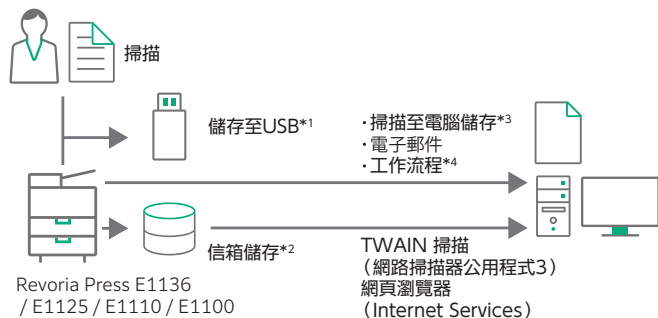 掃描
儲存至USB*1
·掃描至電腦儲存*3
·電子郵件
·工作流程*4
信箱儲存*2
TWAIN 掃描
（網路掃描器公用程式3）
網頁瀏覽器
（Internet Services）
Revoria Press E1136
/ E1125 / E1110 / E1100